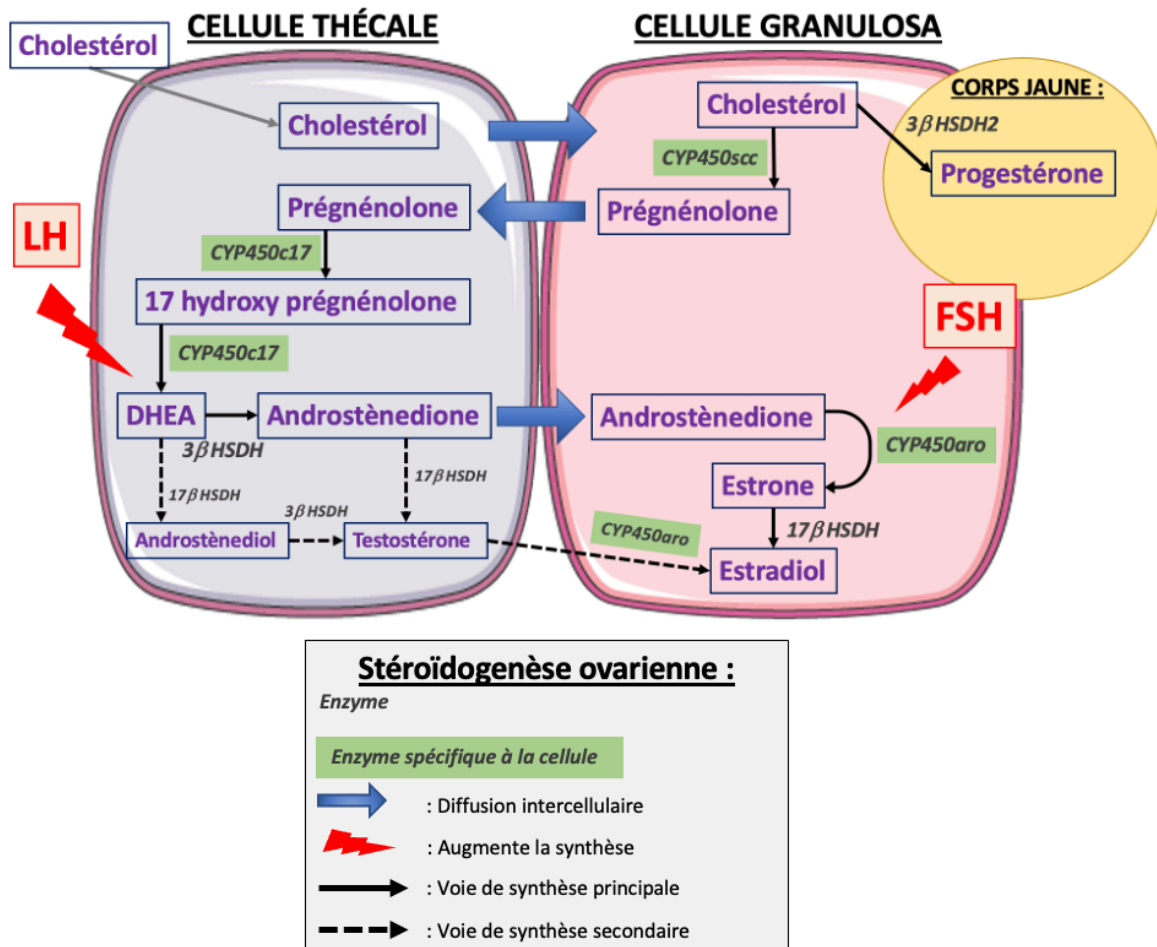 CELLULE THÉCALE
CELLULE GRANULOSA
Cholestérol
Cholestérol
Cholestérol
CORPS JAUNE :
3βHSDH2
CYP450scc
Progestérone
Prégnénolone
Prégnénolone
LH
CYP450c17
17 hydroxy prégnénolone
FSH
CYP450c17
DHEA
Androstènedione
Androstènedione
3βHSDH
CYP450aro
17βHSDH
17βHSDH
Estrone
3βHSDH
CYP450aro
17βHSDH
Androstènediol
Testostérone
Estradiol
Stéroïdogenèse ovarienne :
Enzyme
Enzyme spécifique à la cellule
: Diffusion intercellulaire
: Augmente la synthèse
: Voie de synthèse principale
: Voie de synthèse secondaire